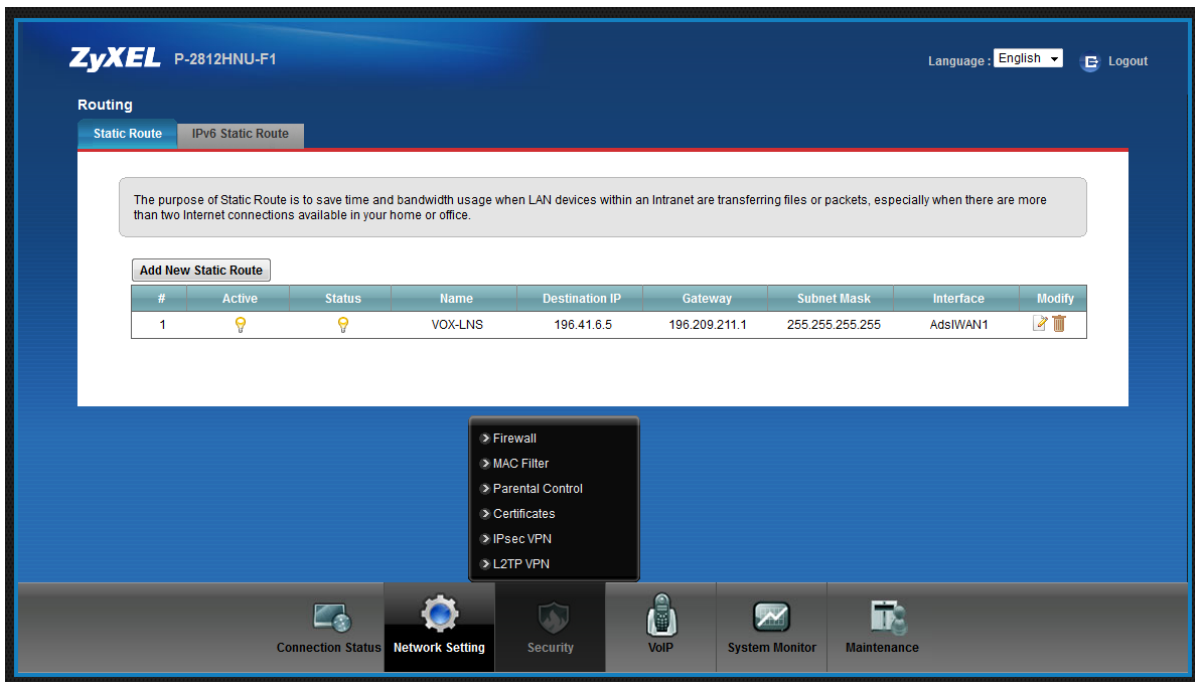 ZyXEL P-2812HNU-F1
Language : English
Logout
Routing
Static Route
IPv6 Static Route
The purpose of Static Route is to save time and bandwidth usage when LAN devices within an Intranet are transferring files or packets, especially when there are more
than two Internet connections available in your home or office.
Add New Static Route
# Active Status Name Destination IP Gateway Subnet Mask Interface Modify
1 VOX-LNS 196.41.6.5 196.209.211.1 255.255.255.255 AdslWAN1
Firewall
MAC Filter
Parental Control
Certificates
IPsec VPN
L2TP VPN
Connection Status Network Setting Security VoIP System Monitor Maintenance